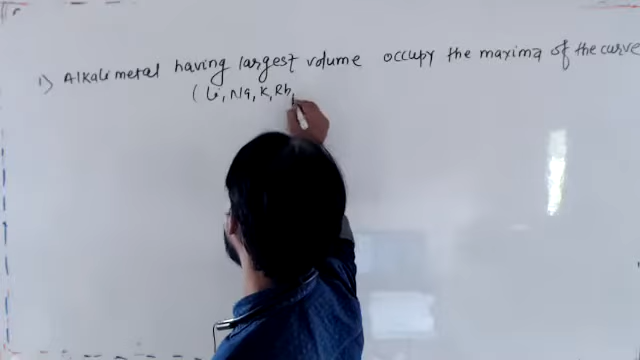 1) Alkali metal having largest volume occupy the maxima of the curve
( Li, Na, K, Rb,